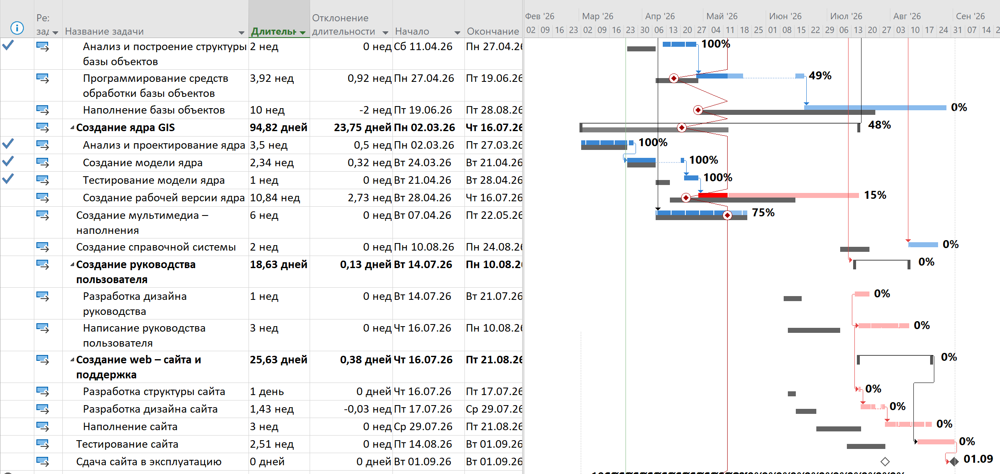 Реж
зад
Название задачи
Длительн
Отклонение
длительности
Начало
Окончание
Фев '26 Мар '26 Апр '26 Май '26 Июн '26 Июл '26 Авг '26 Сен '26
02 09 16 23 02 09 16 23 30 06 13 20 27 04 11 18 25 01 08 15 22 29 06 13 20 27 03 10 17 24 31 07 14 2
Анализ и построение структуры
базы объектов
2 нед 0 нед Сб 11.04.26 Пн 27.04.26 100%
Программирование средств
обработки базы объектов
3,92 нед 0,92 нед Пн 27.04.26 Пт 19.06.26 49%
Наполнение базы объектов 10 нед -2 нед Пт 19.06.26 Пт 28.08.26 0%
Создание ядра GIS 94,82 дней 23,75 дней Пн 02.03.26 Чт 16.07.26 48%
Анализ и проектирование ядра 3,5 нед 0,5 нед Пн 02.03.26 Пт 27.03.26 100%
Создание модели ядра 2,34 нед 0,32 нед Вт 24.03.26 Вт 21.04.26 100%
Тестирование модели ядра 1 нед 0 нед Вт 21.04.26 Вт 28.04.26 100%
Создание рабочей версии ядра 10,84 нед 2,73 нед Вт 28.04.26 Чт 16.07.26 15%
Создание мультимедиа –
наполнения
6 нед 0 нед Вт 07.04.26 Пт 22.05.26 75%
Создание справочной системы 2 нед 0 нед Пн 10.08.26 Пн 24.08.26 0%
Создание руководства
пользователя
18,63 дней 0,13 дней Вт 14.07.26 Пн 10.08.26 0%
Разработка дизайна
руководства
1 нед 0 нед Вт 14.07.26 Вт 21.07.26 0%
Написание руководства
пользователя
3 нед 0 нед Чт 16.07.26 Пн 10.08.26 0%
Создание web – сайта и
поддержка
25,63 дней 0,38 дней Чт 16.07.26 Пт 21.08.26 0%
Разработка структуры сайта 1 день 0 дней Чт 16.07.26 Пт 17.07.26 0%
Разработка дизайна сайта 1,43 нед -0,03 нед Пт 17.07.26 Ср 29.07.26 0%
Наполнение сайта 3 нед 0 нед Ср 29.07.26 Пт 21.08.26 0%
Тестирование сайта 2,51 нед 0 нед Пт 14.08.26 Вт 01.09.26 0%
Сдача сайта в эксплуатацию 0 дней 0 дней Вт 01.09.26 Вт 01.09.26 01.09